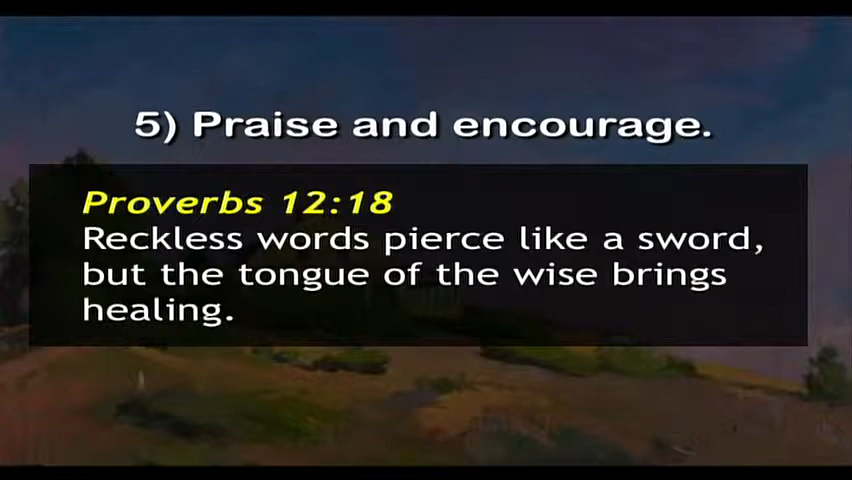 5) Praise and encourage.
Proverbs 12:18
Reckless words pierce like a sword,
but the tongue of the wise brings
healing.